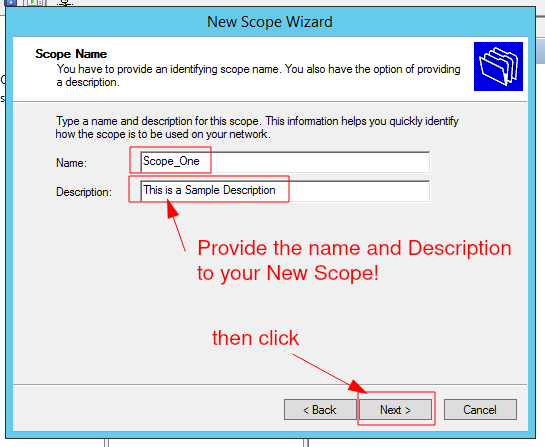 New Scope Wizard
Scope Name
You have to provide an identifying scope name. You also have the option of providing
a description.
Type a name and description for this scope. This information helps you quickly identify
how the scope is to be used on your network.
Name:
Scope_One
Description:
This is a Sample Description
Provide the name and Description
to your New Scope!
then click
< Back
Next >
Cancel